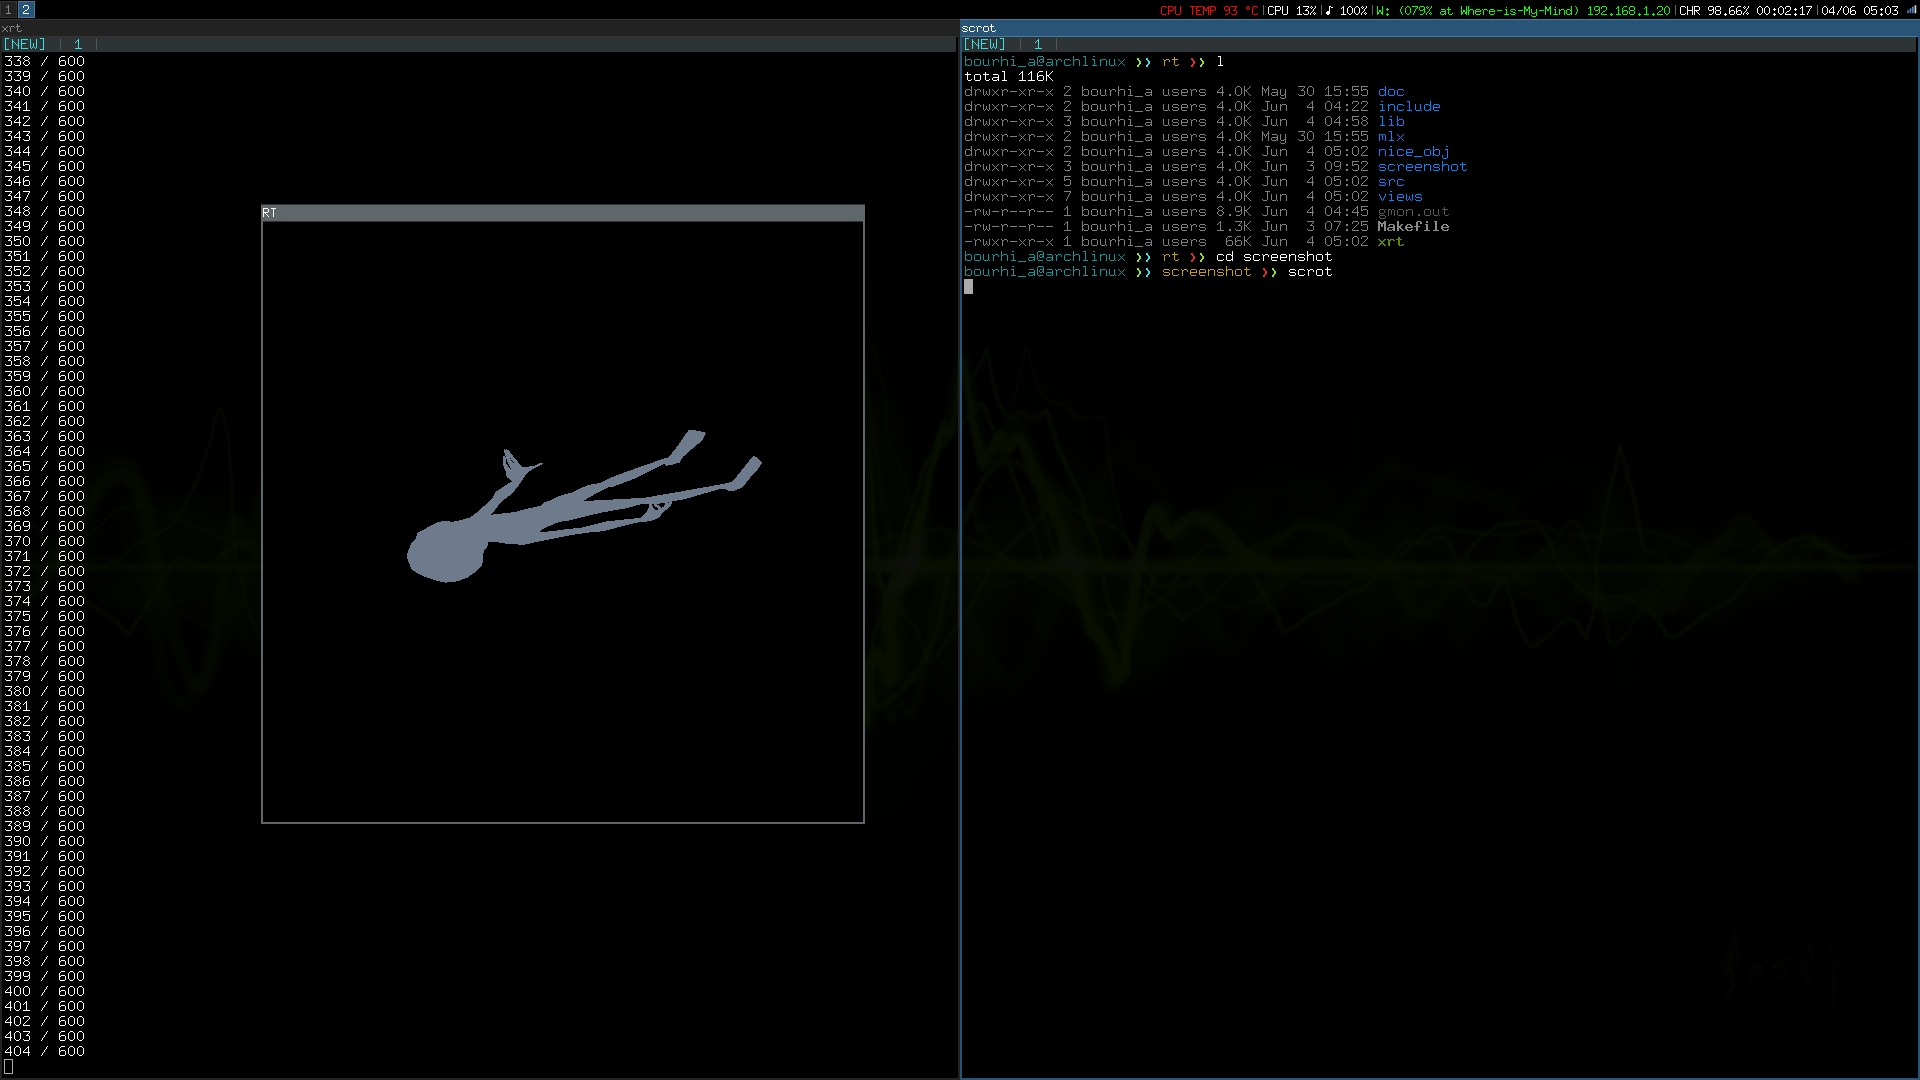 1 2
CPU TEMP 93 °C|CPU 13%|♪ 100%|W: (079% at Where-is-My-Mind) 192.168.1.20|CHR 98.66% 00:02:17|04/06 05:03
xrt
[NEW] | 1 |
338 / 600
339 / 600
340 / 600
341 / 600
342 / 600
343 / 600
344 / 600
345 / 600
346 / 600
347 / 600
348 / 600
349 / 600
350 / 600
351 / 600
352 / 600
353 / 600
354 / 600
355 / 600
356 / 600
357 / 600
358 / 600
359 / 600
360 / 600
361 / 600
362 / 600
363 / 600
364 / 600
365 / 600
366 / 600
367 / 600
368 / 600
369 / 600
370 / 600
371 / 600
372 / 600
373 / 600
374 / 600
375 / 600
376 / 600
377 / 600
378 / 600
379 / 600
380 / 600
381 / 600
382 / 600
383 / 600
384 / 600
385 / 600
386 / 600
387 / 600
388 / 600
389 / 600
390 / 600
391 / 600
392 / 600
393 / 600
394 / 600
395 / 600
396 / 600
397 / 600
398 / 600
399 / 600
400 / 600
401 / 600
402 / 600
403 / 600
404 / 600
RT
scrot
[NEW] | 1 |
bourhi_a@archlinux ❯❯ rt ❯❯ l
total 116K
drwxr-xr-x 2 bourhi_a users 4.0K May 30 15:55 doc
drwxr-xr-x 2 bourhi_a users 4.0K Jun  4 04:22 include
drwxr-xr-x 3 bourhi_a users 4.0K Jun  4 04:58 lib
drwxr-xr-x 2 bourhi_a users 4.0K May 30 15:55 mlx
drwxr-xr-x 2 bourhi_a users 4.0K Jun  4 05:02 nice_obj
drwxr-xr-x 3 bourhi_a users 4.0K Jun  3 09:52 screenshot
drwxr-xr-x 5 bourhi_a users 4.0K Jun  4 05:02 src
drwxr-xr-x 7 bourhi_a users 4.0K Jun  4 05:02 views
-rw-r--r-- 1 bourhi_a users 8.9K Jun  4 04:45 gmon.out
-rw-r--r-- 1 bourhi_a users 1.3K Jun  3 07:25 Makefile
-rwxr-xr-x 1 bourhi_a users  66K Jun  4 05:02 xrt
bourhi_a@archlinux ❯❯ rt ❯❯ cd screenshot
bourhi_a@archlinux ❯❯ screenshot ❯❯ scrot